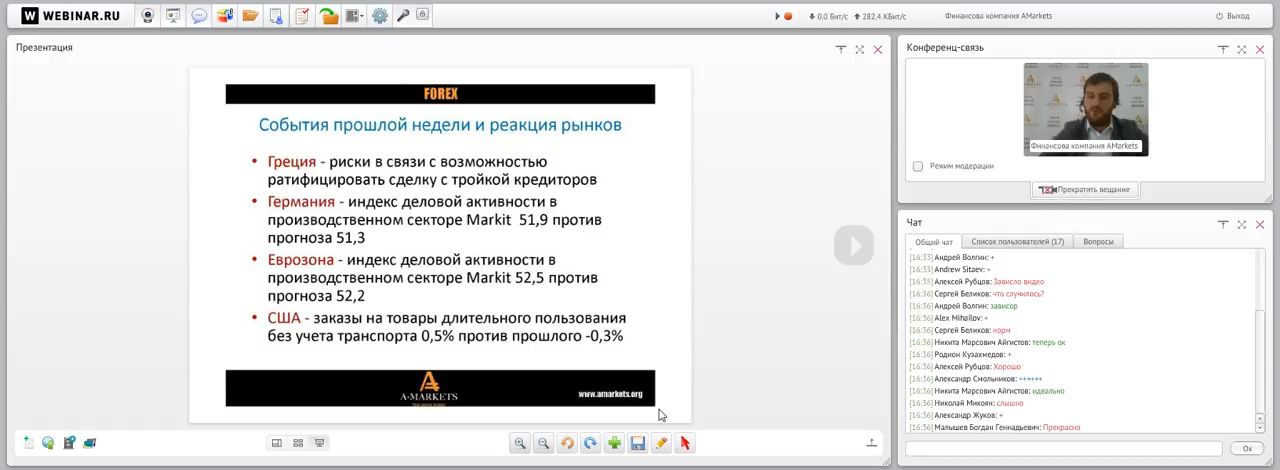 WEBINAR.RU
0.0 Бит/с
282.4 КБит/с
Финансова компания AMarkets
Выход
Презентация
FOREX
События прошлой недели и реакция рынков
• Греция - риски в связи с возможностью
ратифицировать сделку с тройкой кредиторов
• Германия - индекс деловой активности в
производственном секторе Markit 51,9 против
прогноза 51,3
• Еврозона - индекс деловой активности в
производственном секторе Markit 52,5 против
прогноза 52,2
• США - заказы на товары длительного пользования
без учета транспорта 0,5% против прошлого -0,3%
A-MARKETS
www.amarkets.org
Конференц-связь
Финансова компания AMarkets
Режим модерации
Прекратить вещание
Чат
Общий чат
Список пользователей (17)
Вопросы
[16:35] Андрей Волгин: +
[16:35] Andrew Sitaev: +
[16:35] Алексей Рубцов: Зависло видео
[16:36] Сергей Беликов: что случилось?
[16:36] Андрей Волгин: зависор
[16:36] Alex Mihailov: +
[16:36] Сергей Беликов: норм
[16:36] Никита Марсович Айгистов: теперь ок
[16:36] Родион Кузахмедов: +
[16:36] Алексей Рубцов: Хорошо
[16:36] Александр Смольников: ++++++
[16:36] Никита Марсович Айгистов: идеально
[16:36] Николай Микоян: слышно
[16:36] Александр Жуков: +
[16:36] Малышев Богдан Геннадьевич: Прекрасно
Ок